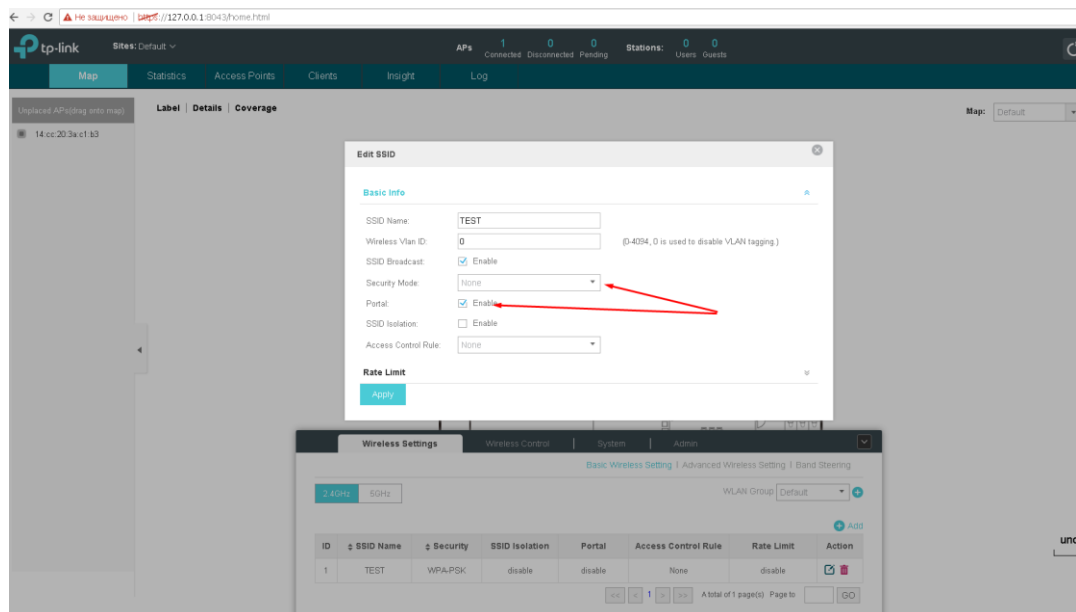 Не защищено | https://127.0.0.1:8043/home.html
tp-link Sites: Default APs 1 0 0 Stations: 0 0
Connected Disconnected Pending Users Guests
Map Statistics Access Points Clients Insight Log
Unplaced APs(drag onto map) Label | Details | Coverage Map: Default
14:cc:20:3a:c1:b3
Edit SSID
Basic Info
SSID Name: TEST
Wireless Vlan ID: 0 (0-4094, 0 is used to disable VLAN tagging.)
SSID Broadcast: Enable
Security Mode: None
Portal: Enable
SSID Isolation: Enable
Access Control Rule: None
Rate Limit
Apply
Wireless Settings Wireless Control | System | Admin
Basic Wireless Setting | Advanced Wireless Setting | Band Steering
2.4GHz 5GHz WLAN Group Default
Add
ID SSID Name Security SSID Isolation Portal Access Control Rule Rate Limit Action
1 TEST WPA-PSK disable disable None disable
<< < 1 > >> A total of 1 page(s) Page to GO